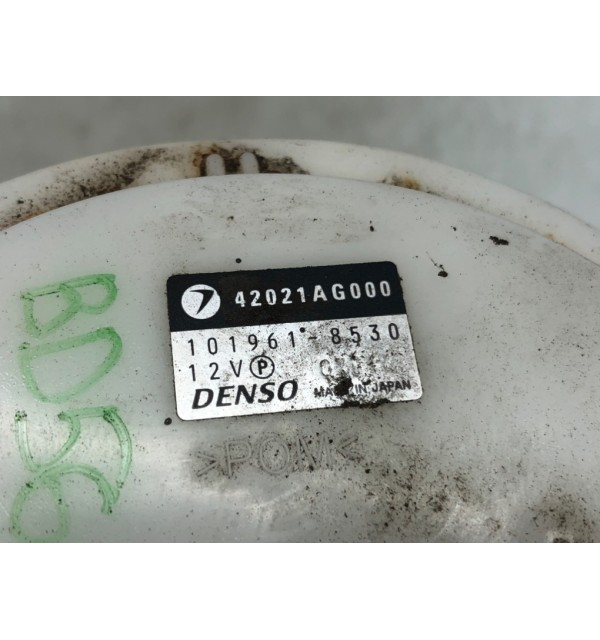 42021AG000
101961-8530
12V P
DENSO MADE IN JAPAN
>POM<
BD56